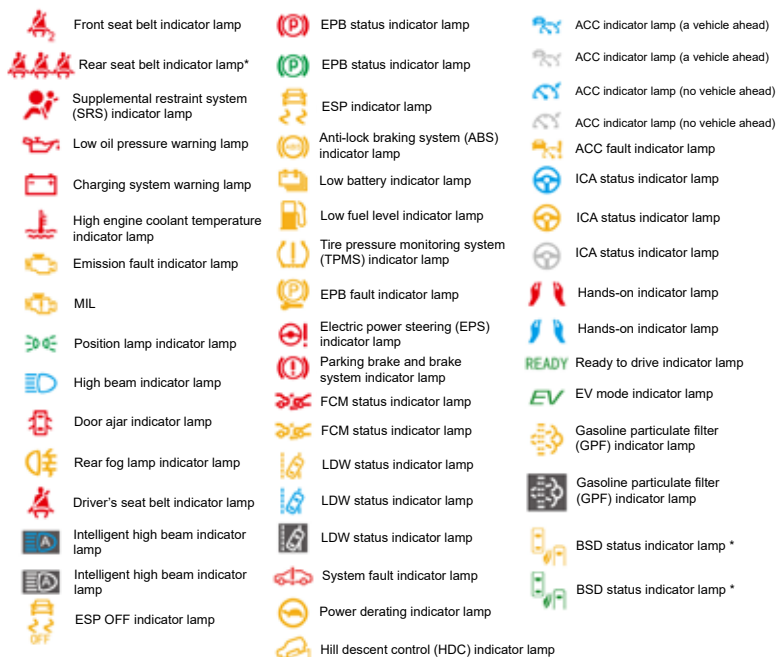 Front seat belt indicator lamp
2
Rear seat belt indicator lamp*
Supplemental restraint system
(SRS) indicator lamp
Low oil pressure warning lamp
Charging system warning lamp
High engine coolant temperature
indicator lamp
Emission fault indicator lamp
MIL
Position lamp indicator lamp
High beam indicator lamp
Door ajar indicator lamp
Rear fog lamp indicator lamp
Driver's seat belt indicator lamp
A
Intelligent high beam indicator
lamp
A
Intelligent high beam indicator
lamp
OFF
ESP OFF indicator lamp
P
EPB status indicator lamp
P
EPB status indicator lamp
ESP indicator lamp
ABS
Anti-lock braking system (ABS)
indicator lamp
Low battery indicator lamp
Low fuel level indicator lamp
!
Tire pressure monitoring system
(TPMS) indicator lamp
P
EPB fault indicator lamp
!
Electric power steering (EPS)
indicator lamp
!
Parking brake and brake
system indicator lamp
FCM status indicator lamp
FCM status indicator lamp
LDW status indicator lamp
LDW status indicator lamp
LDW status indicator lamp
System fault indicator lamp
Power derating indicator lamp
Hill descent control (HDC) indicator lamp
ACC indicator lamp (a vehicle ahead)
ACC indicator lamp (a vehicle ahead)
ACC indicator lamp (no vehicle ahead)
ACC indicator lamp (no vehicle ahead)
ACC fault indicator lamp
ICA status indicator lamp
ICA status indicator lamp
ICA status indicator lamp
Hands-on indicator lamp
Hands-on indicator lamp
READY
Ready to drive indicator lamp
EV
EV mode indicator lamp
Gasoline particulate filter
(GPF) indicator lamp
Gasoline particulate filter
(GPF) indicator lamp
BSD status indicator lamp *
BSD status indicator lamp *